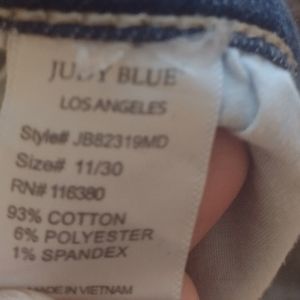 JUDY BLUE
LOS ANGELES
Style# JB82319MD
Size# 11/30
RN# 116380
93% COTTON
6% POLYESTER
1% SPANDEX
MADE IN VIETNAM